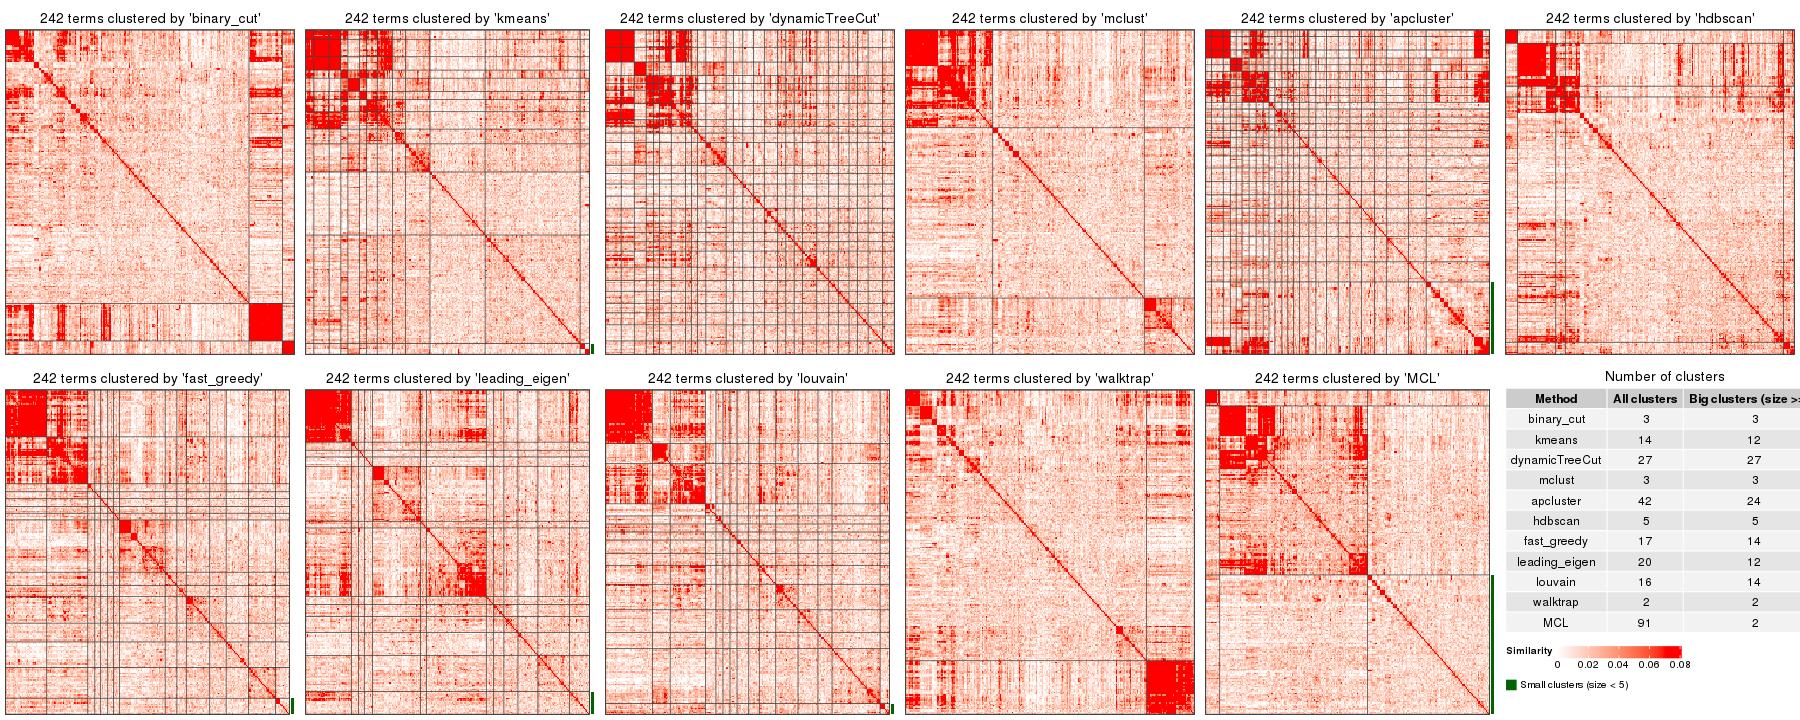 242 terms clustered by 'binary_cut'
242 terms clustered by 'kmeans'
242 terms clustered by 'dynamicTreeCut'
242 terms clustered by 'mclust'
242 terms clustered by 'apcluster'
242 terms clustered by 'hdbscan'
242 terms clustered by 'fast_greedy'
242 terms clustered by 'leading_eigen'
242 terms clustered by 'louvain'
242 terms clustered by 'walktrap'
242 terms clustered by 'MCL'
Number of clusters
Method All clusters Big clusters (size >=
binary_cut 3 3
kmeans 14 12
dynamicTreeCut 27 27
mclust 3 3
apcluster 42 24
hdbscan 5 5
fast_greedy 17 14
leading_eigen 20 12
louvain 16 14
walktrap 2 2
MCL 91 2
Similarity
0 0.02 0.04 0.06 0.08
Small clusters (size < 5)